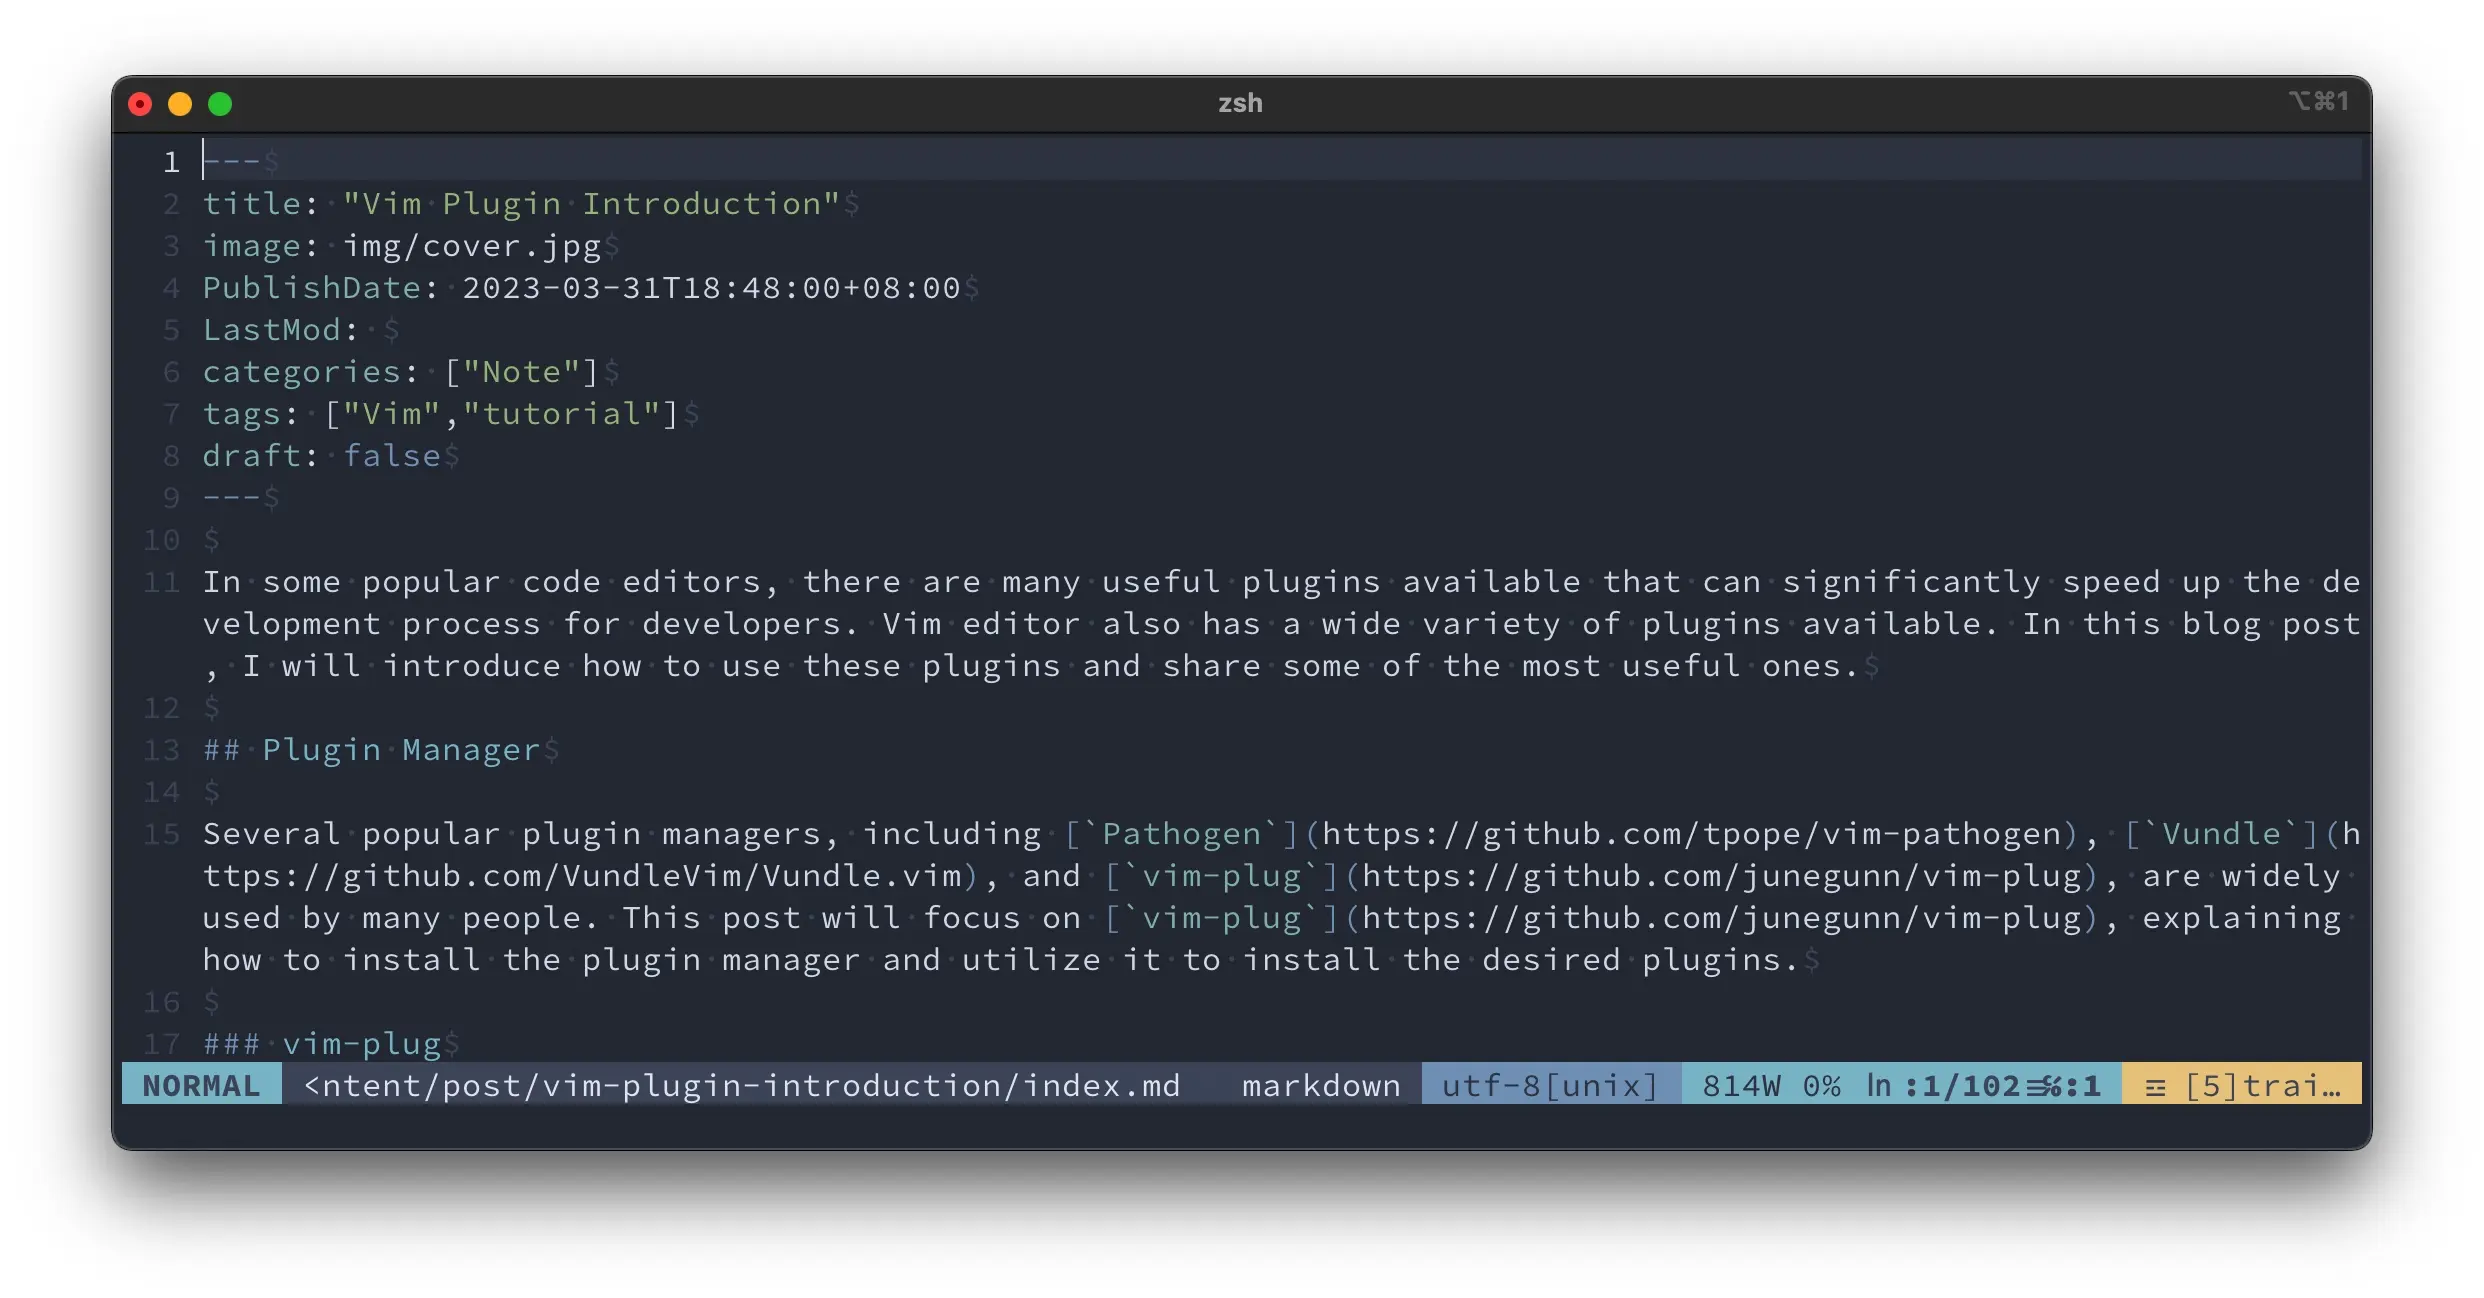 zsh
⌥⌘1
1 ---$
2 title: "Vim Plugin Introduction"$
3 image: img/cover.jpg$
4 PublishDate: 2023-03-31T18:48:00+08:00$
5 LastMod: $
6 categories: ["Note"]$
7 tags: ["Vim","tutorial"]$
8 draft: false$
9 ---$
10 $
11 In some popular code editors, there are many useful plugins available that can significantly speed up the de
velopment process for developers. Vim editor also has a wide variety of plugins available. In this blog post
, I will introduce how to use these plugins and share some of the most useful ones.$
12 $
13 ## Plugin Manager$
14 $
15 Several popular plugin managers, including [`Pathogen`](https://github.com/tpope/vim-pathogen), [`Vundle`](h
ttps://github.com/VundleVim/Vundle.vim), and [`vim-plug`](https://github.com/junegunn/vim-plug), are widely
used by many people. This post will focus on [`vim-plug`](https://github.com/junegunn/vim-plug), explaining
how to install the plugin manager and utilize it to install the desired plugins.$
16 $
17 ### vim-plug$
NORMAL <ntent/post/vim-plugin-introduction/index.md markdown utf-8[unix] 814W 0% ln :1/102≡℅:1 ☲ [5]trai…